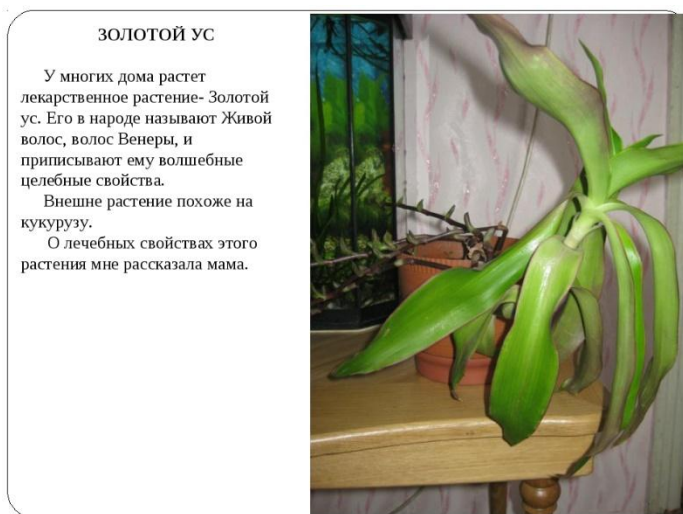 ЗОЛОТОЙ УС
У многих дома растет
лекарственное растение- Золотой
ус. Его в народе называют Живой
волос, волос Венеры, и
приписывают ему волшебные
целебные свойства.
Внешне растение похоже на
кукурузу.
О лечебных свойствах этого
растения мне рассказала мама.